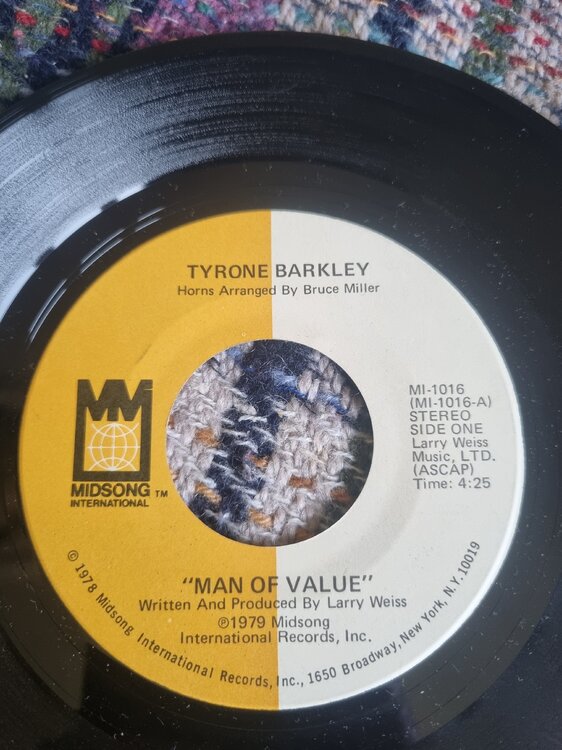 TYRONE BARKLEY
Horns Arranged By Bruce Miller
MI-1016
(MI-1016-A)
STEREO
SIDE ONE
Larry Weiss
Music, LTD.
(ASCAP)
Time: 4:25
MM
MIDSONG TM
INTERNATIONAL
"MAN OF VALUE"
Written And Produced By Larry Weiss
℗1979 Midsong
International Records, Inc.
© 1978 Midsong International Records, Inc., 1650 Broadway, New York, N.Y. 10019